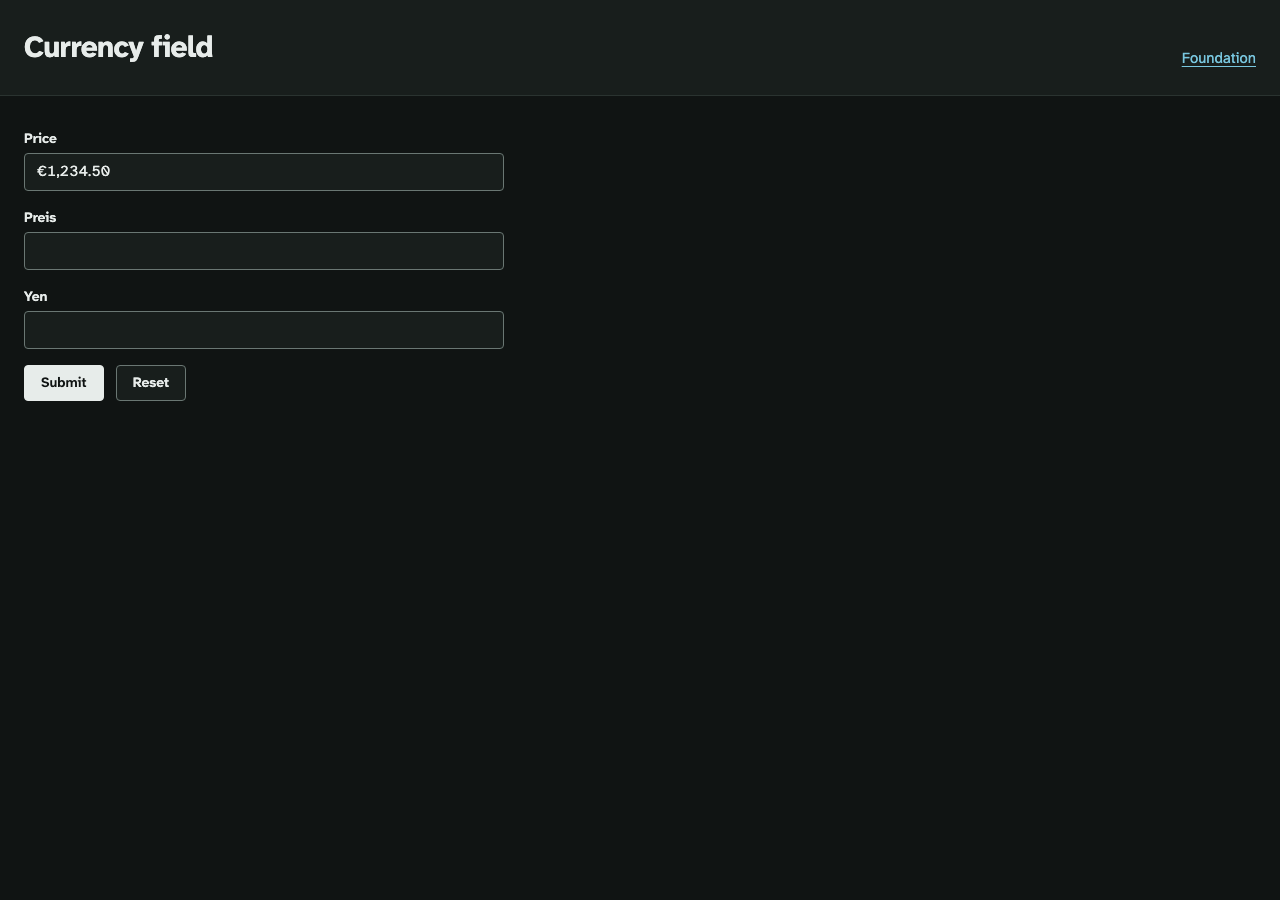 Currency field
Foundation
Price
€1,234.50
Preis
Yen
Submit
Reset